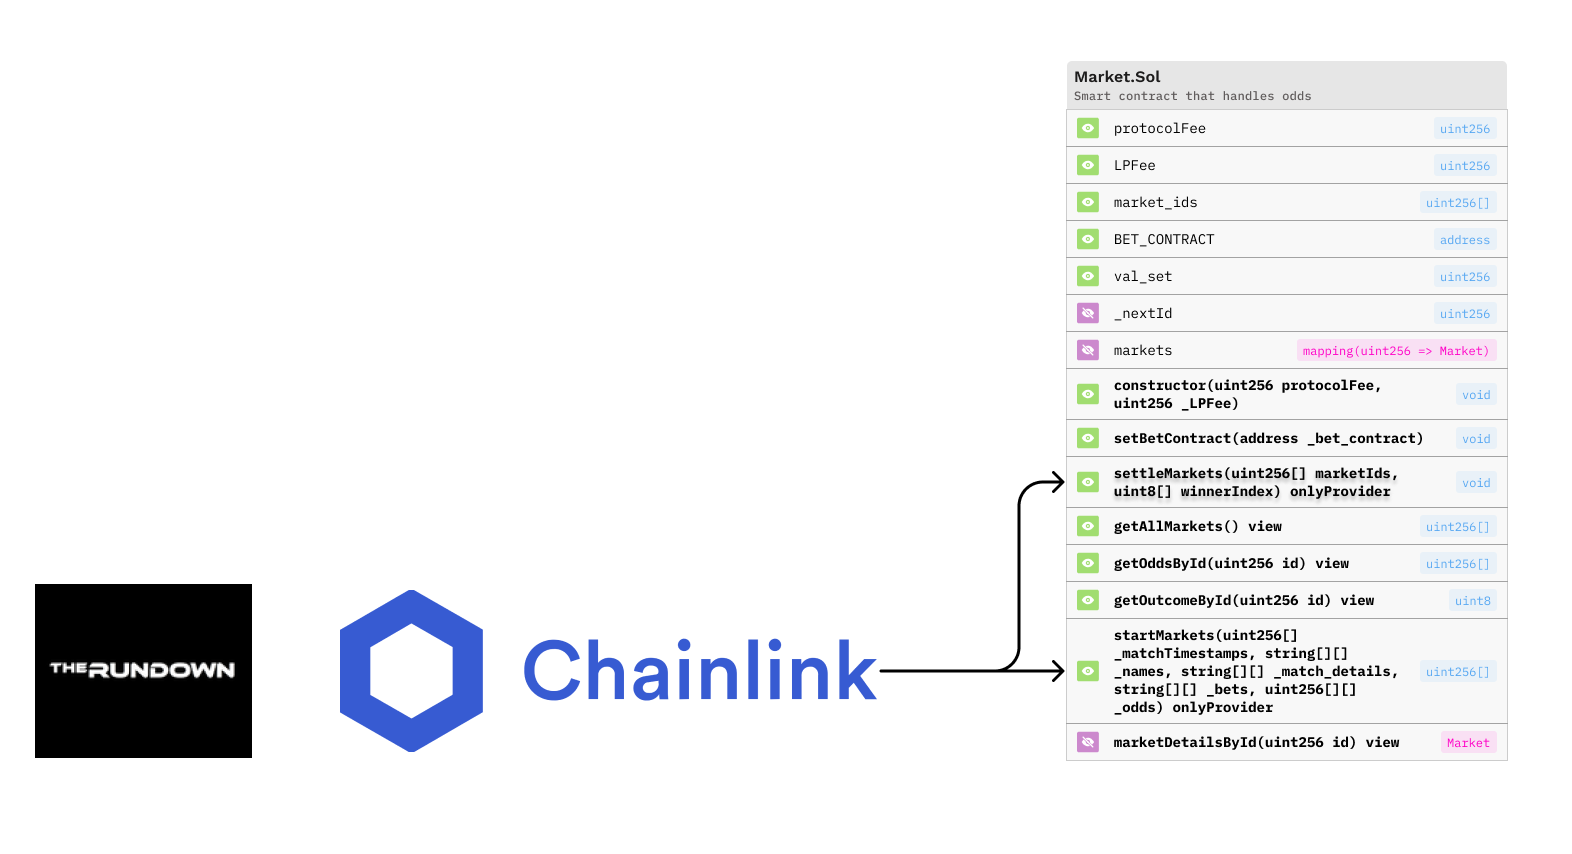 Market.Sol
Smart contract that handles odds
protocolFee uint256
LPFee uint256
market_ids uint256[]
BET_CONTRACT address
val_set uint256
_nextId uint256
markets mapping(uint256 => Market)
constructor(uint256 protocolFee,
uint256 _LPFee) void
setBetContract(address _bet_contract) void
settleMarkets(uint256[] marketIds,
uint8[] winnerIndex) onlyProvider void
getAllMarkets() view uint256[]
getOddsById(uint256 id) view uint256[]
getOutcomeById(uint256 id) view uint8
startMarkets(uint256[]
_matchTimestamps, string[][]
_names, string[][] _match_details, uint256[]
string[][] _bets, uint256[][]
_odds) onlyProvider
marketDetailsById(uint256 id) view Market
THERUNDOWN
Chainlink